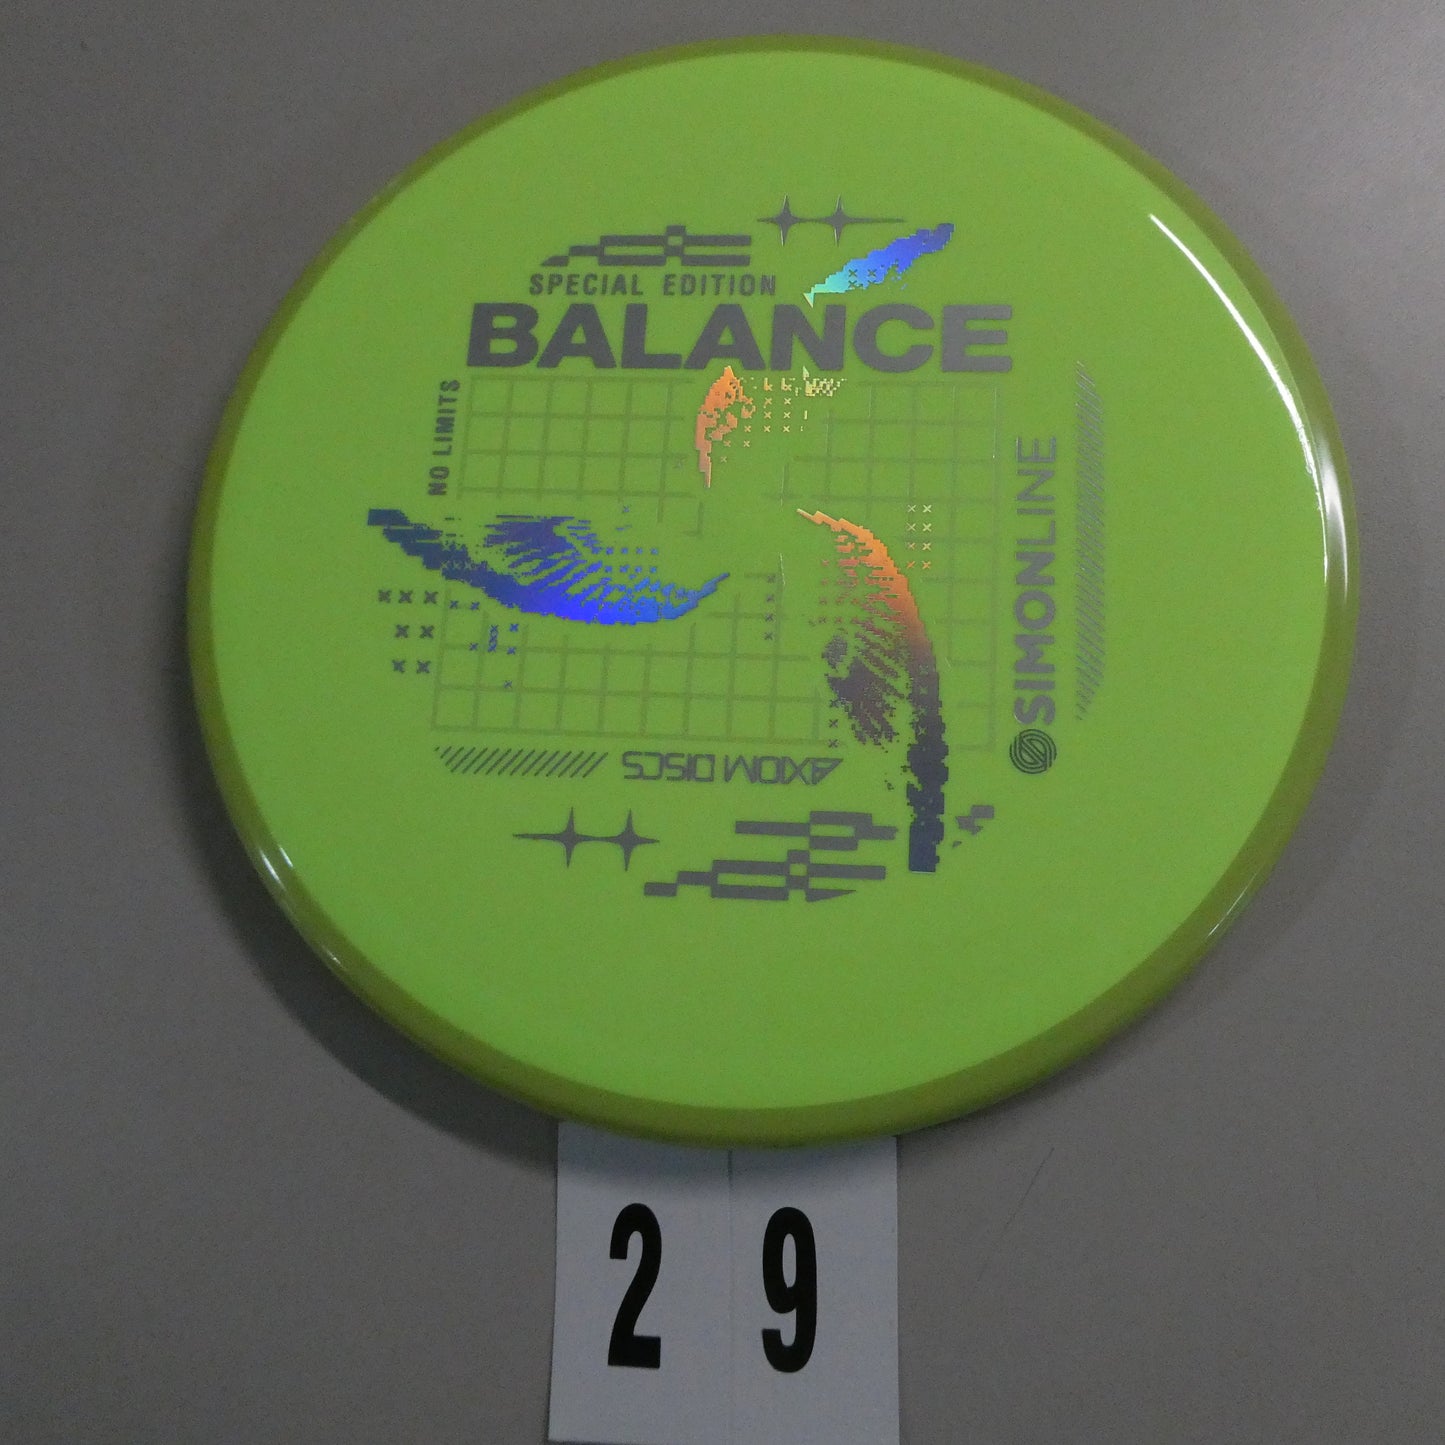 SPECIAL EDITION
BALANCE
NO LIMITS
SIMONLINE
AXIOM DISCS
29